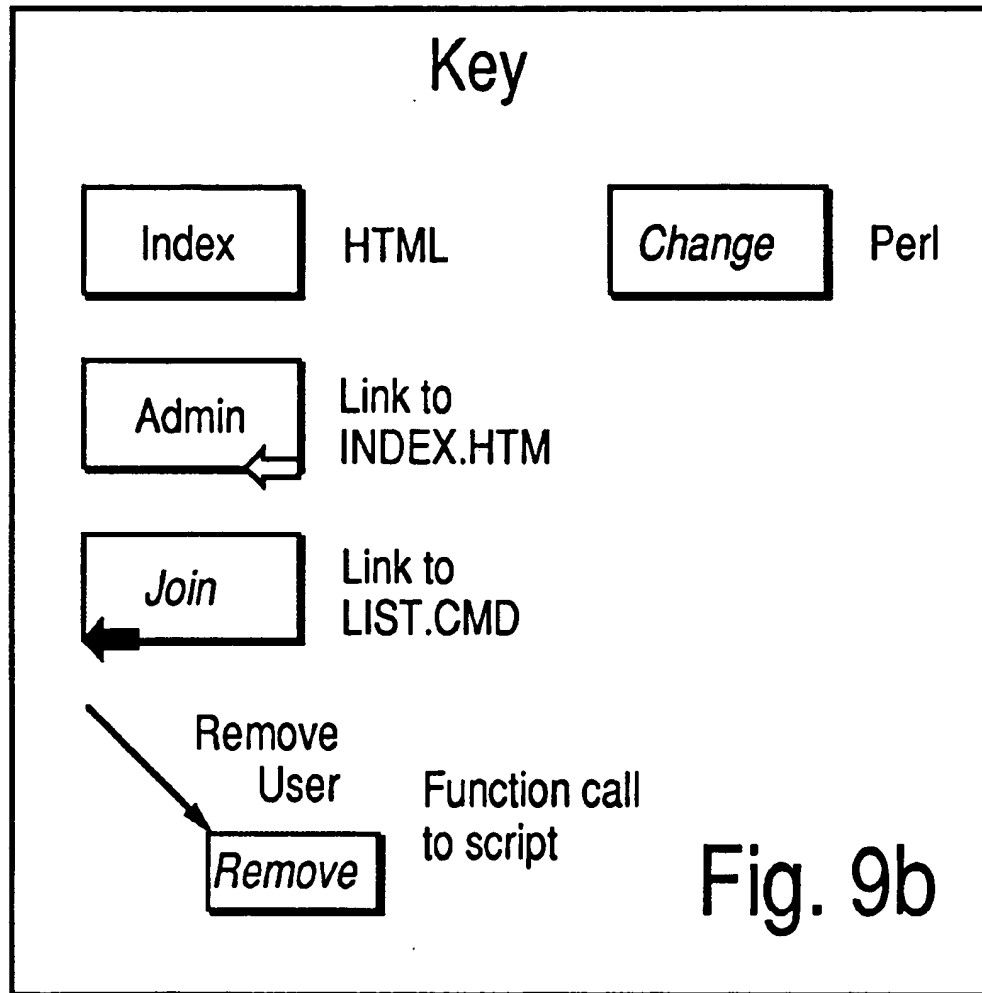 Key
Index
HTML
Change
Perl
Admin
Link to
INDEX.HTM
Join
Link to
LIST.CMD
Remove
User
Function call
to script
Remove
Fig. 9b